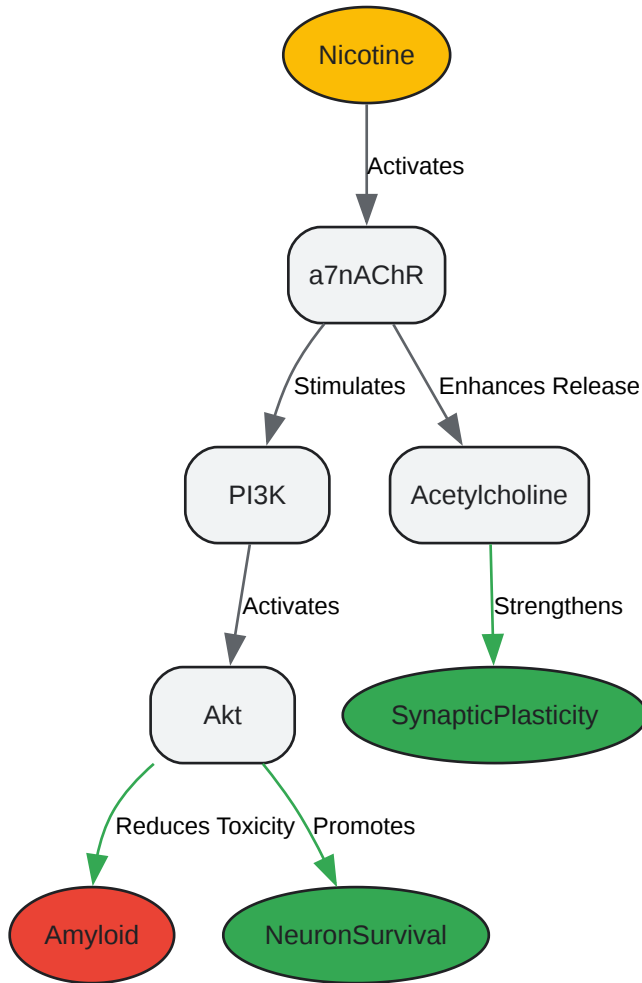 Nicotine
Activates
a7nAChR
Stimulates
Enhances Release
PI3K
Acetylcholine
Activates
Strengthens
Akt
SynapticPlasticity
Reduces Toxicity
Promotes
Amyloid
NeuronSurvival